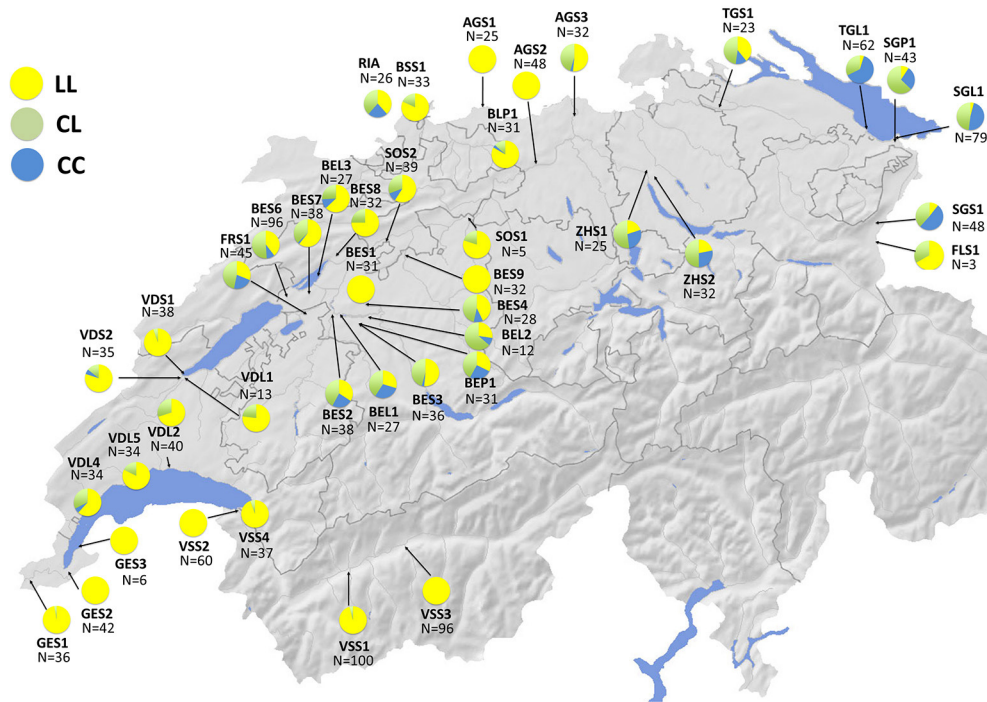 LL
CL
CC
AGS1
N=25
AGS2
N=48
AGS3
N=32
TGS1
N=23
TGL1
N=62
SGP1
N=43
SGL1
N=79
RIA
N=26
BSS1
N=33
BLP1
N=31
SOS2
N=39
BEL3
N=27
BES8
N=32
BES7
N=38
BES6
N=96
FRS1
N=45
BES1
N=31
SOS1
N=5
BES9
N=32
BES4
N=28
BEL2
N=12
BEP1
N=31
ZHS1
N=25
ZHS2
N=32
SGS1
N=48
FLS1
N=3
VDS1
N=38
VDS2
N=35
VDL1
N=13
BES2
N=38
BEL1
N=27
BES3
N=36
VDL2
N=40
VDL5
N=34
VDL4
N=34
VSS2
N=60
VSS4
N=37
GES3
N=6
GES2
N=42
GES1
N=36
VSS1
N=100
VSS3
N=96